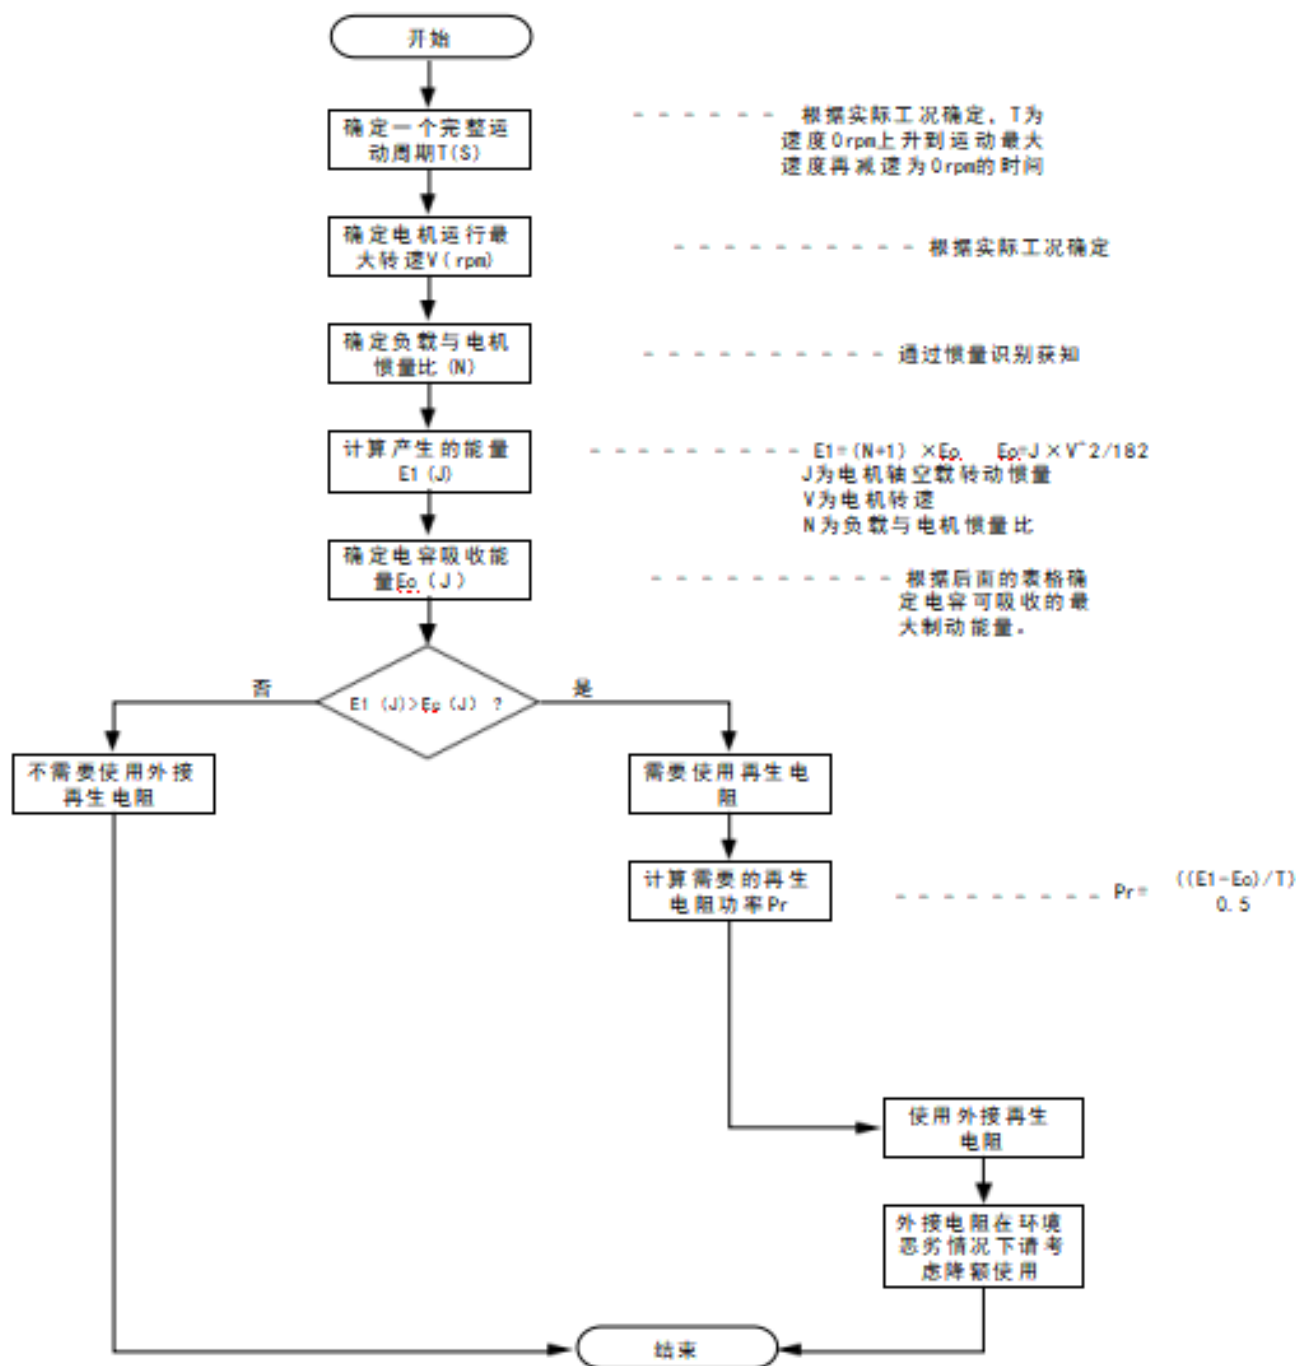 开始
确定一个完整运
动周期T(S)
根据实际工况确定，T为
速度0rpm上升到运动最大
速度再减速为0rpm的时间
确定电机运行最
大转速V(rpm)
根据实际工况确定
确定负载与电机
惯量比(N)
通过惯量识别获知
计算产生的能量
E1(J)
E1=(N+1)×Eo Eo=J×V^2/182
J为电机轴空载转动惯量
V为电机转速
N为负载与电机惯量比
确定电容吸收能
量Eo(J)
根据后面的表格确
定电容可吸收的最
大制动能量。
否
E1(J)>Eo(J)?
是
不需要使用外接
再生电阻
需要使用再生电
阻
计算需要的再生
电阻功率Pr
Pr= ((E1-Eo)/T)
0.5
使用外接再生
电阻
外接电阻在环境
恶劣情况下请考
虑降额使用
结束